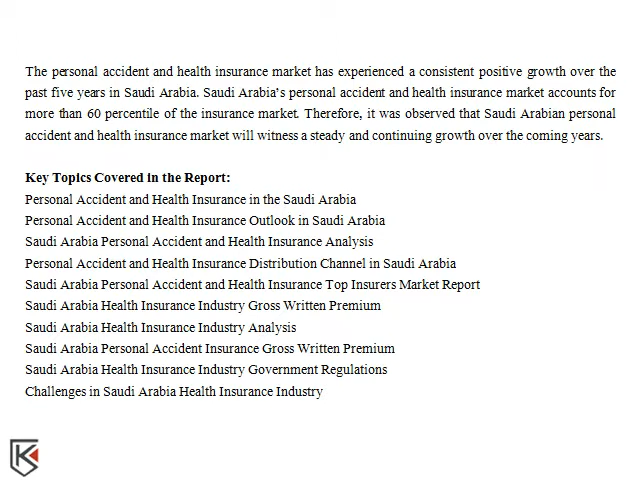 The personal accident and health insurance market has experienced a consistent positive growth over the
past five years in Saudi Arabia. Saudi Arabia's personal accident and health insurance market accounts for
more than 60 percentile of the insurance market. Therefore, it was observed that Saudi Arabian personal
accident and health insurance market will witness a steady and continuing growth over the coming years.
Key Topics Covered in the Report:
Personal Accident and Health Insurance in the Saudi Arabia
Personal Accident and Health Insurance Outlook in Saudi Arabia
Saudi Arabia Personal Accident and Health Insurance Analysis
Personal Accident and Health Insurance Distribution Channel in Saudi Arabia
Saudi Arabia Personal Accident and Health Insurance Top Insurers Market Report
Saudi Arabia Health Insurance Industry Gross Written Premium
Saudi Arabia Health Insurance Industry Analysis
Saudi Arabia Personal Accident Insurance Gross Written Premium
Saudi Arabia Health Insurance Industry Government Regulations
Challenges in Saudi Arabia Health Insurance Industry